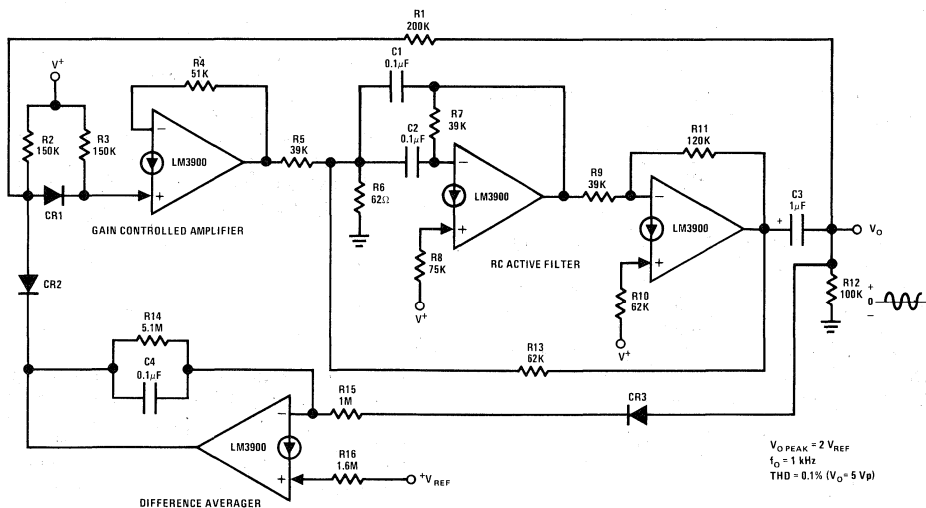 R1
200K
C1
0.1μF
V+
R4
51K
R2
150K
R3
150K
−
LM3900
+
CR1
GAIN CONTROLLED AMPLIFIER
R5
39K
C2
0.1μF
R7
39K
R6
62Ω
−
LM3900
+
R8
75K
V+
RC ACTIVE FILTER
R9
39K
R11
120K
−
LM3900
+
R10
62K
V+
C3
1μF
+
VO
R12
100K
+
0
−
CR2
R14
5.1M
C4
0.1μF
R13
62K
R15
1M
CR3
−
LM3900
+
R16
1.6M
+VREF
DIFFERENCE AVERAGER
VO PEAK = 2 VREF
fO = 1 kHz
THD = 0.1% (VO = 5 Vp)